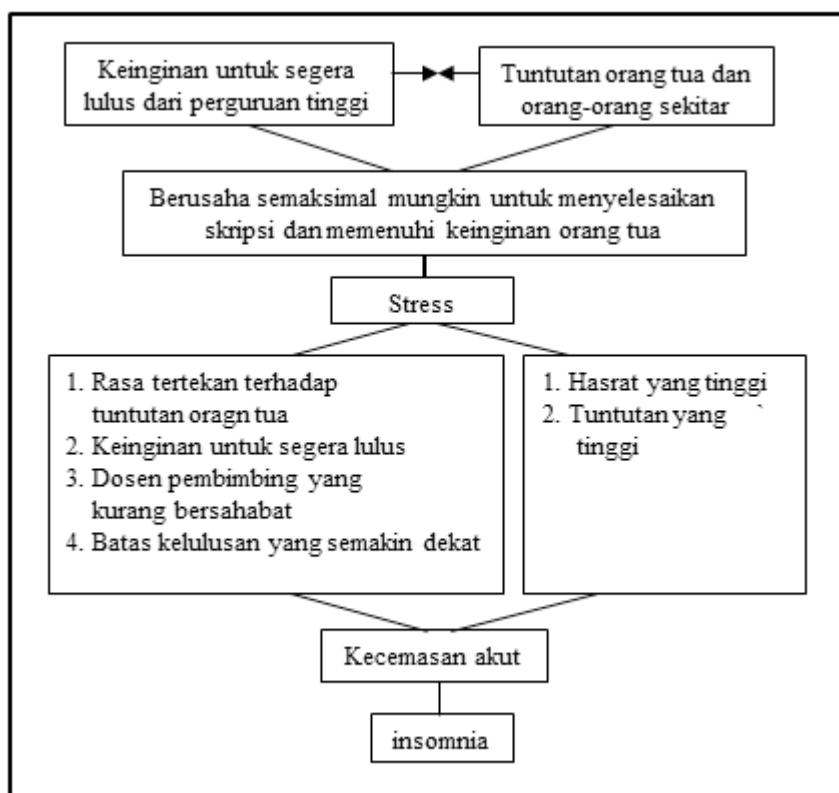 Keinginan untuk segera
lulus dari perguruan tinggi
Tuntutan orang tua dan
orang-orang sekitar
Berusaha semaksimal mungkin untuk menyelesaikan
skripsi dan memenuhi keinginan orang tua
Stress
1. Rasa tertekan terhadap
tuntutan oragn tua
2. Keinginan untuk segera lulus
3. Dosen pembimbing yang
kurang bersahabat
4. Batas kelulusan yang semakin dekat
1. Hasrat yang tinggi
2. Tuntutan yang `
tinggi
Kecemasan akut
insomnia